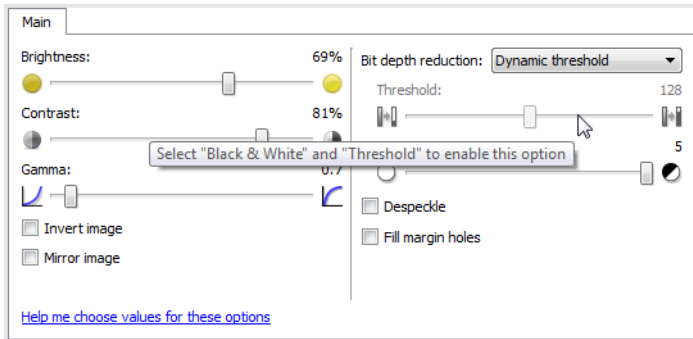 Main
Brightness: 69%
Contrast: 81%
Gamma: 0.7
Invert image
Mirror image
Help me choose values for these options
Bit depth reduction: Dynamic threshold
Threshold: 128
Select "Black & White" and "Threshold" to enable this option
5
Despeckle
Fill margin holes